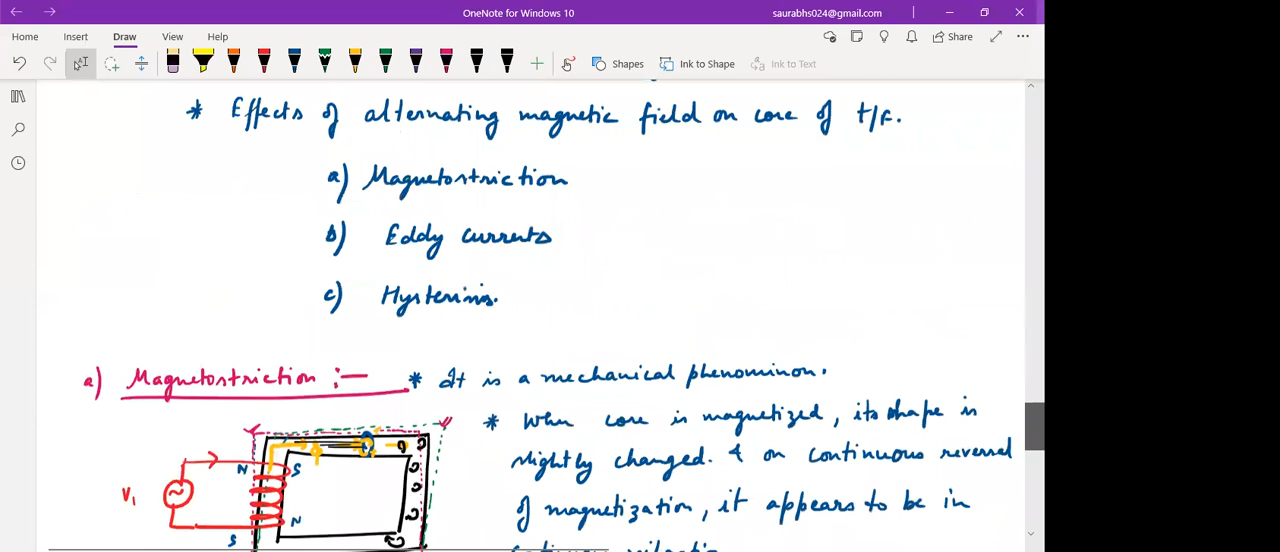 OneNote for Windows 10
saurabhs024@gmail.com
Home Insert Draw View Help
Share
Shapes
Ink to Shape
Ink to Text
* Effects of alternating magnetic field on core of t/f.
a) Magnetostriction
b) Eddy currents
c) Hysterisis.
a) Magnetostriction :— * It is a mechanical phenominon.
* When core is magnetized, its shape is
slightly changed. & on continuous reversal
of magnetization, it appears to be in
N S
V1
N
S